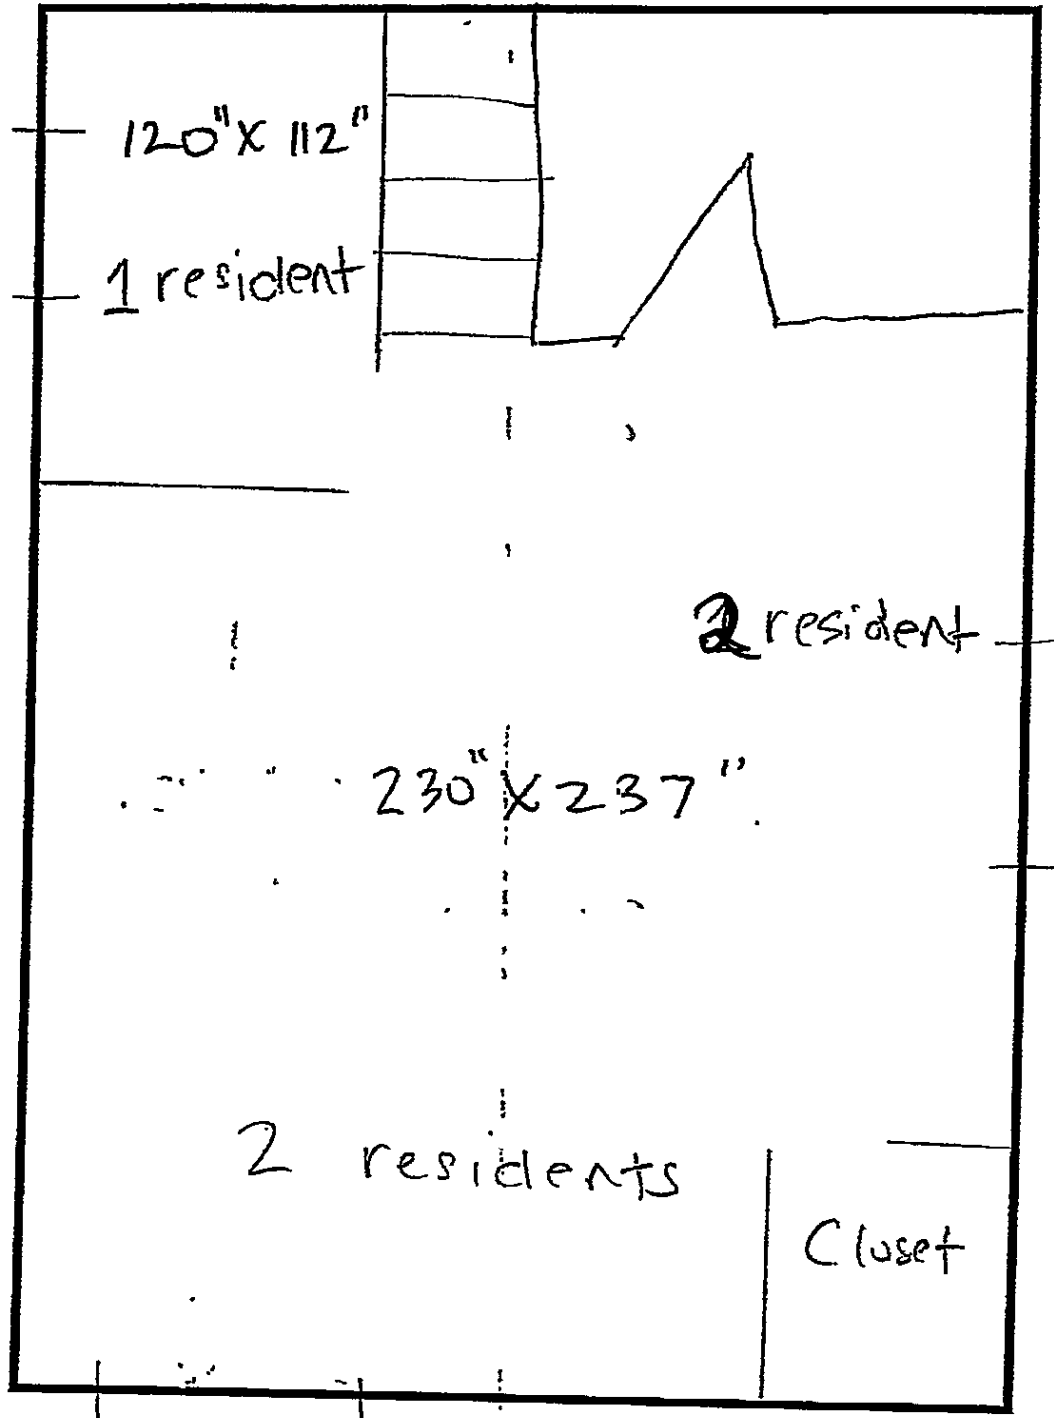 120" X 112"
1 resident
2 resident
230" X 237"
2 residents
Closet